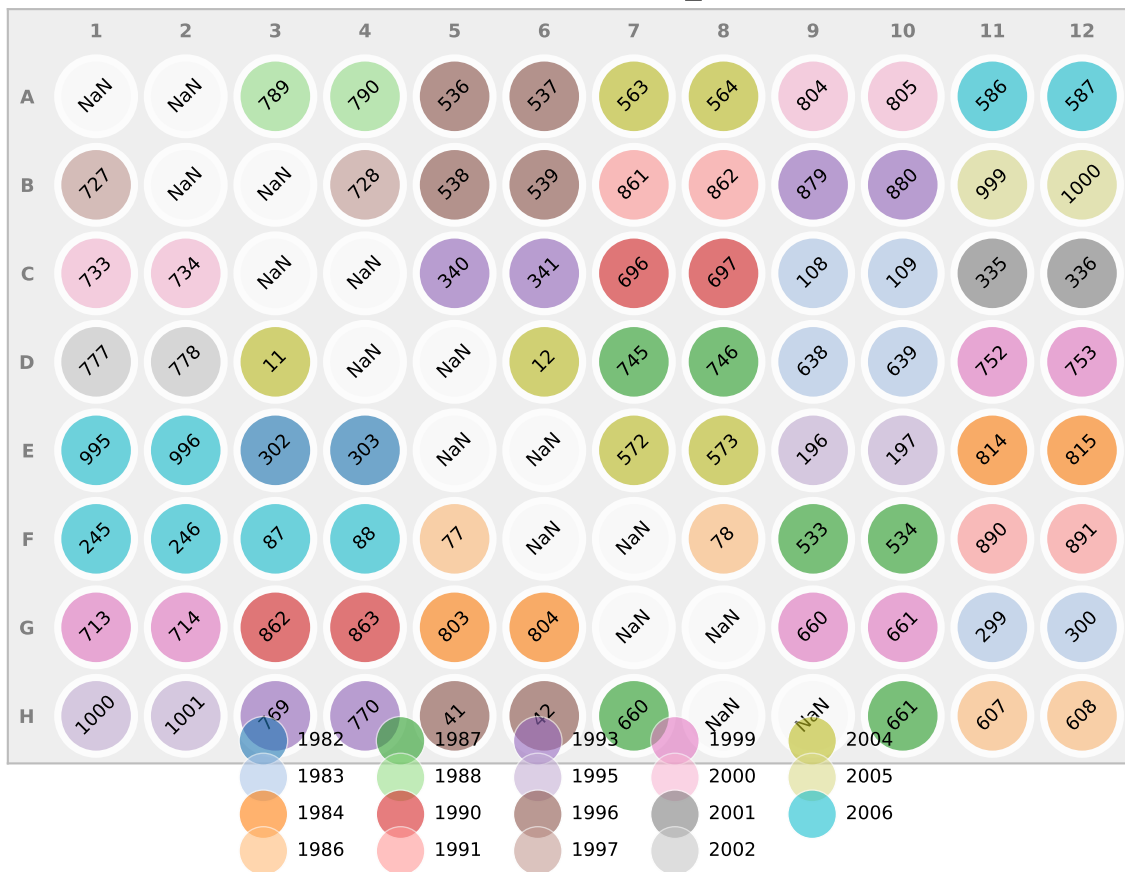 1 2 3 4 5 6 7 8 9 10 11 12
A NaN NaN 789 790 536 537 563 564 804 805 586 587
B 727 NaN NaN 728 538 539 861 862 879 880 999 1000
C 733 734 NaN NaN 340 341 696 697 108 109 335 336
D 777 778 11 NaN NaN 12 745 746 638 639 752 753
E 995 996 302 303 NaN NaN 572 573 196 197 814 815
F 245 246 87 88 77 NaN NaN 78 533 534 890 891
G 713 714 862 863 803 804 NaN NaN 660 661 299 300
H 1000 1001 769 770 41 42 660 NaN NaN 661 607 608
1982 1987 1993 1999 2004
1983 1988 1995 2000 2005
1984 1990 1996 2001 2006
1986 1991 1997 2002